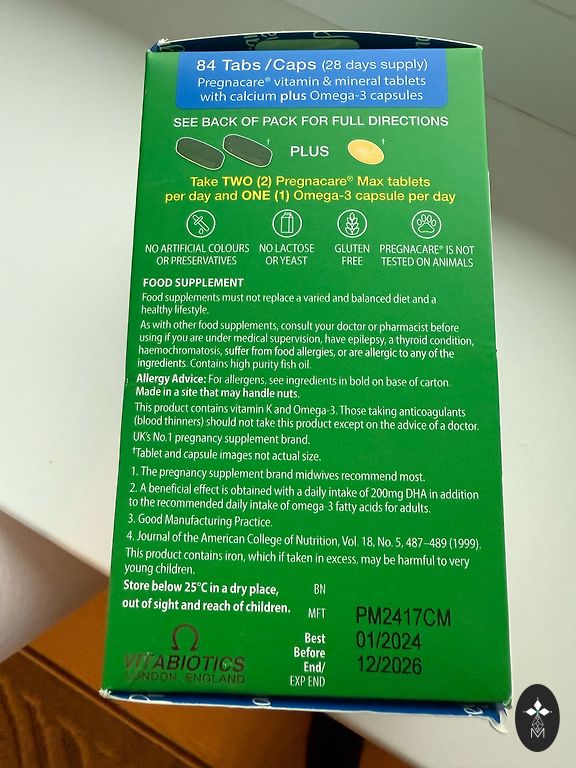 84 Tabs/Caps (28 days supply)
Pregnacare® vitamin & mineral tablets
with calcium plus Omega-3 capsules
SEE BACK OF PACK FOR FULL DIRECTIONS
† PLUS †
Take TWO (2) Pregnacare® Max tablets
per day and ONE (1) Omega-3 capsule per day
NO ARTIFICIAL COLOURS
OR PRESERVATIVES
NO LACTOSE
OR YEAST
GLUTEN
FREE
PREGNACARE® IS NOT
TESTED ON ANIMALS
FOOD SUPPLEMENT
Food supplements must not replace a varied and balanced diet and a
healthy lifestyle.
As with other food supplements, consult your doctor or pharmacist before
using if you are under medical supervision, have epilepsy, a thyroid condition,
haemochromatosis, suffer from food allergies, or are allergic to any of the
ingredients. Contains high purity fish oil.
Allergy Advice: For allergens, see ingredients in bold on base of carton.
Made in a site that may handle nuts.
This product contains vitamin K and Omega-3. Those taking anticoagulants
(blood thinners) should not take this product except on the advice of a doctor.
UK's No.1 pregnancy supplement brand.
†Tablet and capsule images not actual size.
1. The pregnancy supplement brand midwives recommend most.
2. A beneficial effect is obtained with a daily intake of 200mg DHA in addition
to the recommended daily intake of omega-3 fatty acids for adults.
3. Good Manufacturing Practice.
4. Journal of the American College of Nutrition, Vol. 18, No. 5, 487–489 (1999).
This product contains iron, which if taken in excess, may be harmful to very
young children.
Store below 25°C in a dry place,
out of sight and reach of children.
BN
MFT
Best
Before
End/
EXP END
PM2417CM
01/2024
12/2026
VITABIOTICS
LONDON, ENGLAND
M